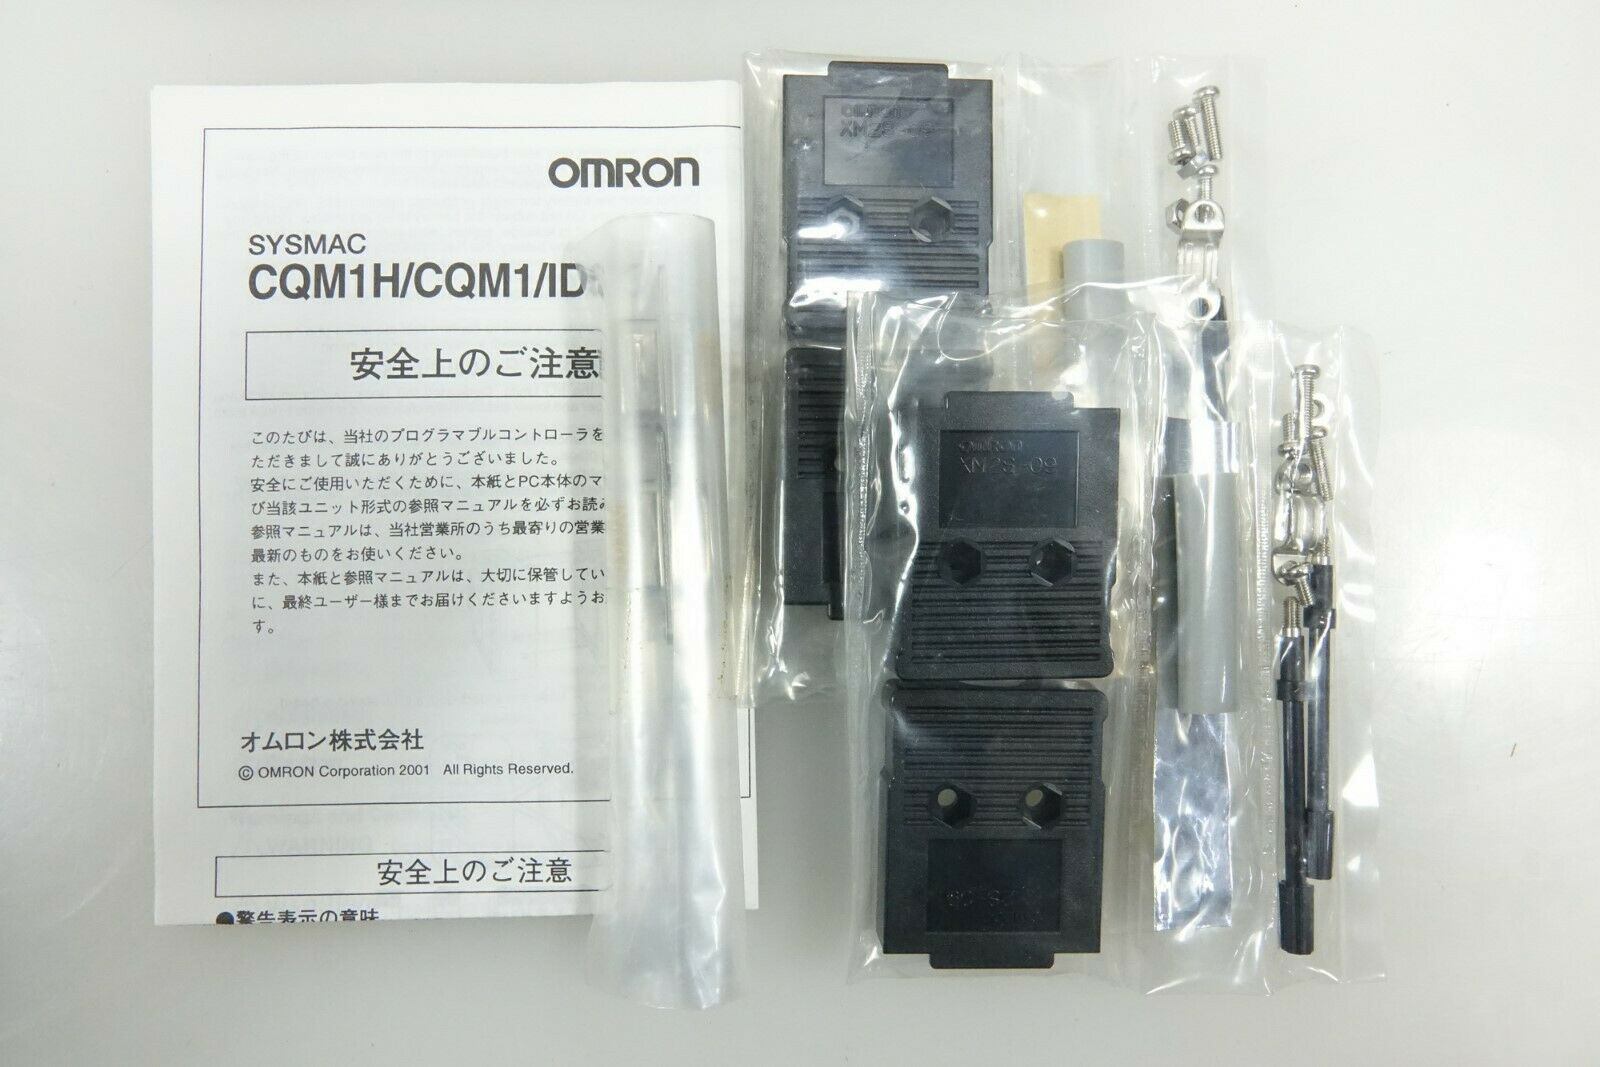 OMRON
SYSMAC
CQM1H/CQM1/ID
安全上のご注意
このたびは、当社のプログラマブルコントローラを
ただきまして誠にありがとうございました。
安全にご使用いただくために、本紙とPC本体のマ
び当該ユニット形式の参照マニュアルを必ずお読み
参照マニュアルは、当社営業所のうち最寄りの営業
最新のものをお使いください。
また、本紙と参照マニュアルは、大切に保管してい
に、最終ユーザー様までお届けくださいますようお
す。
オムロン株式会社
© OMRON Corporation 2001 All Rights Reserved.
安全上のご注意
●警告表示の意味
OMRON
XM2S-09
OMRON
XM2S-09